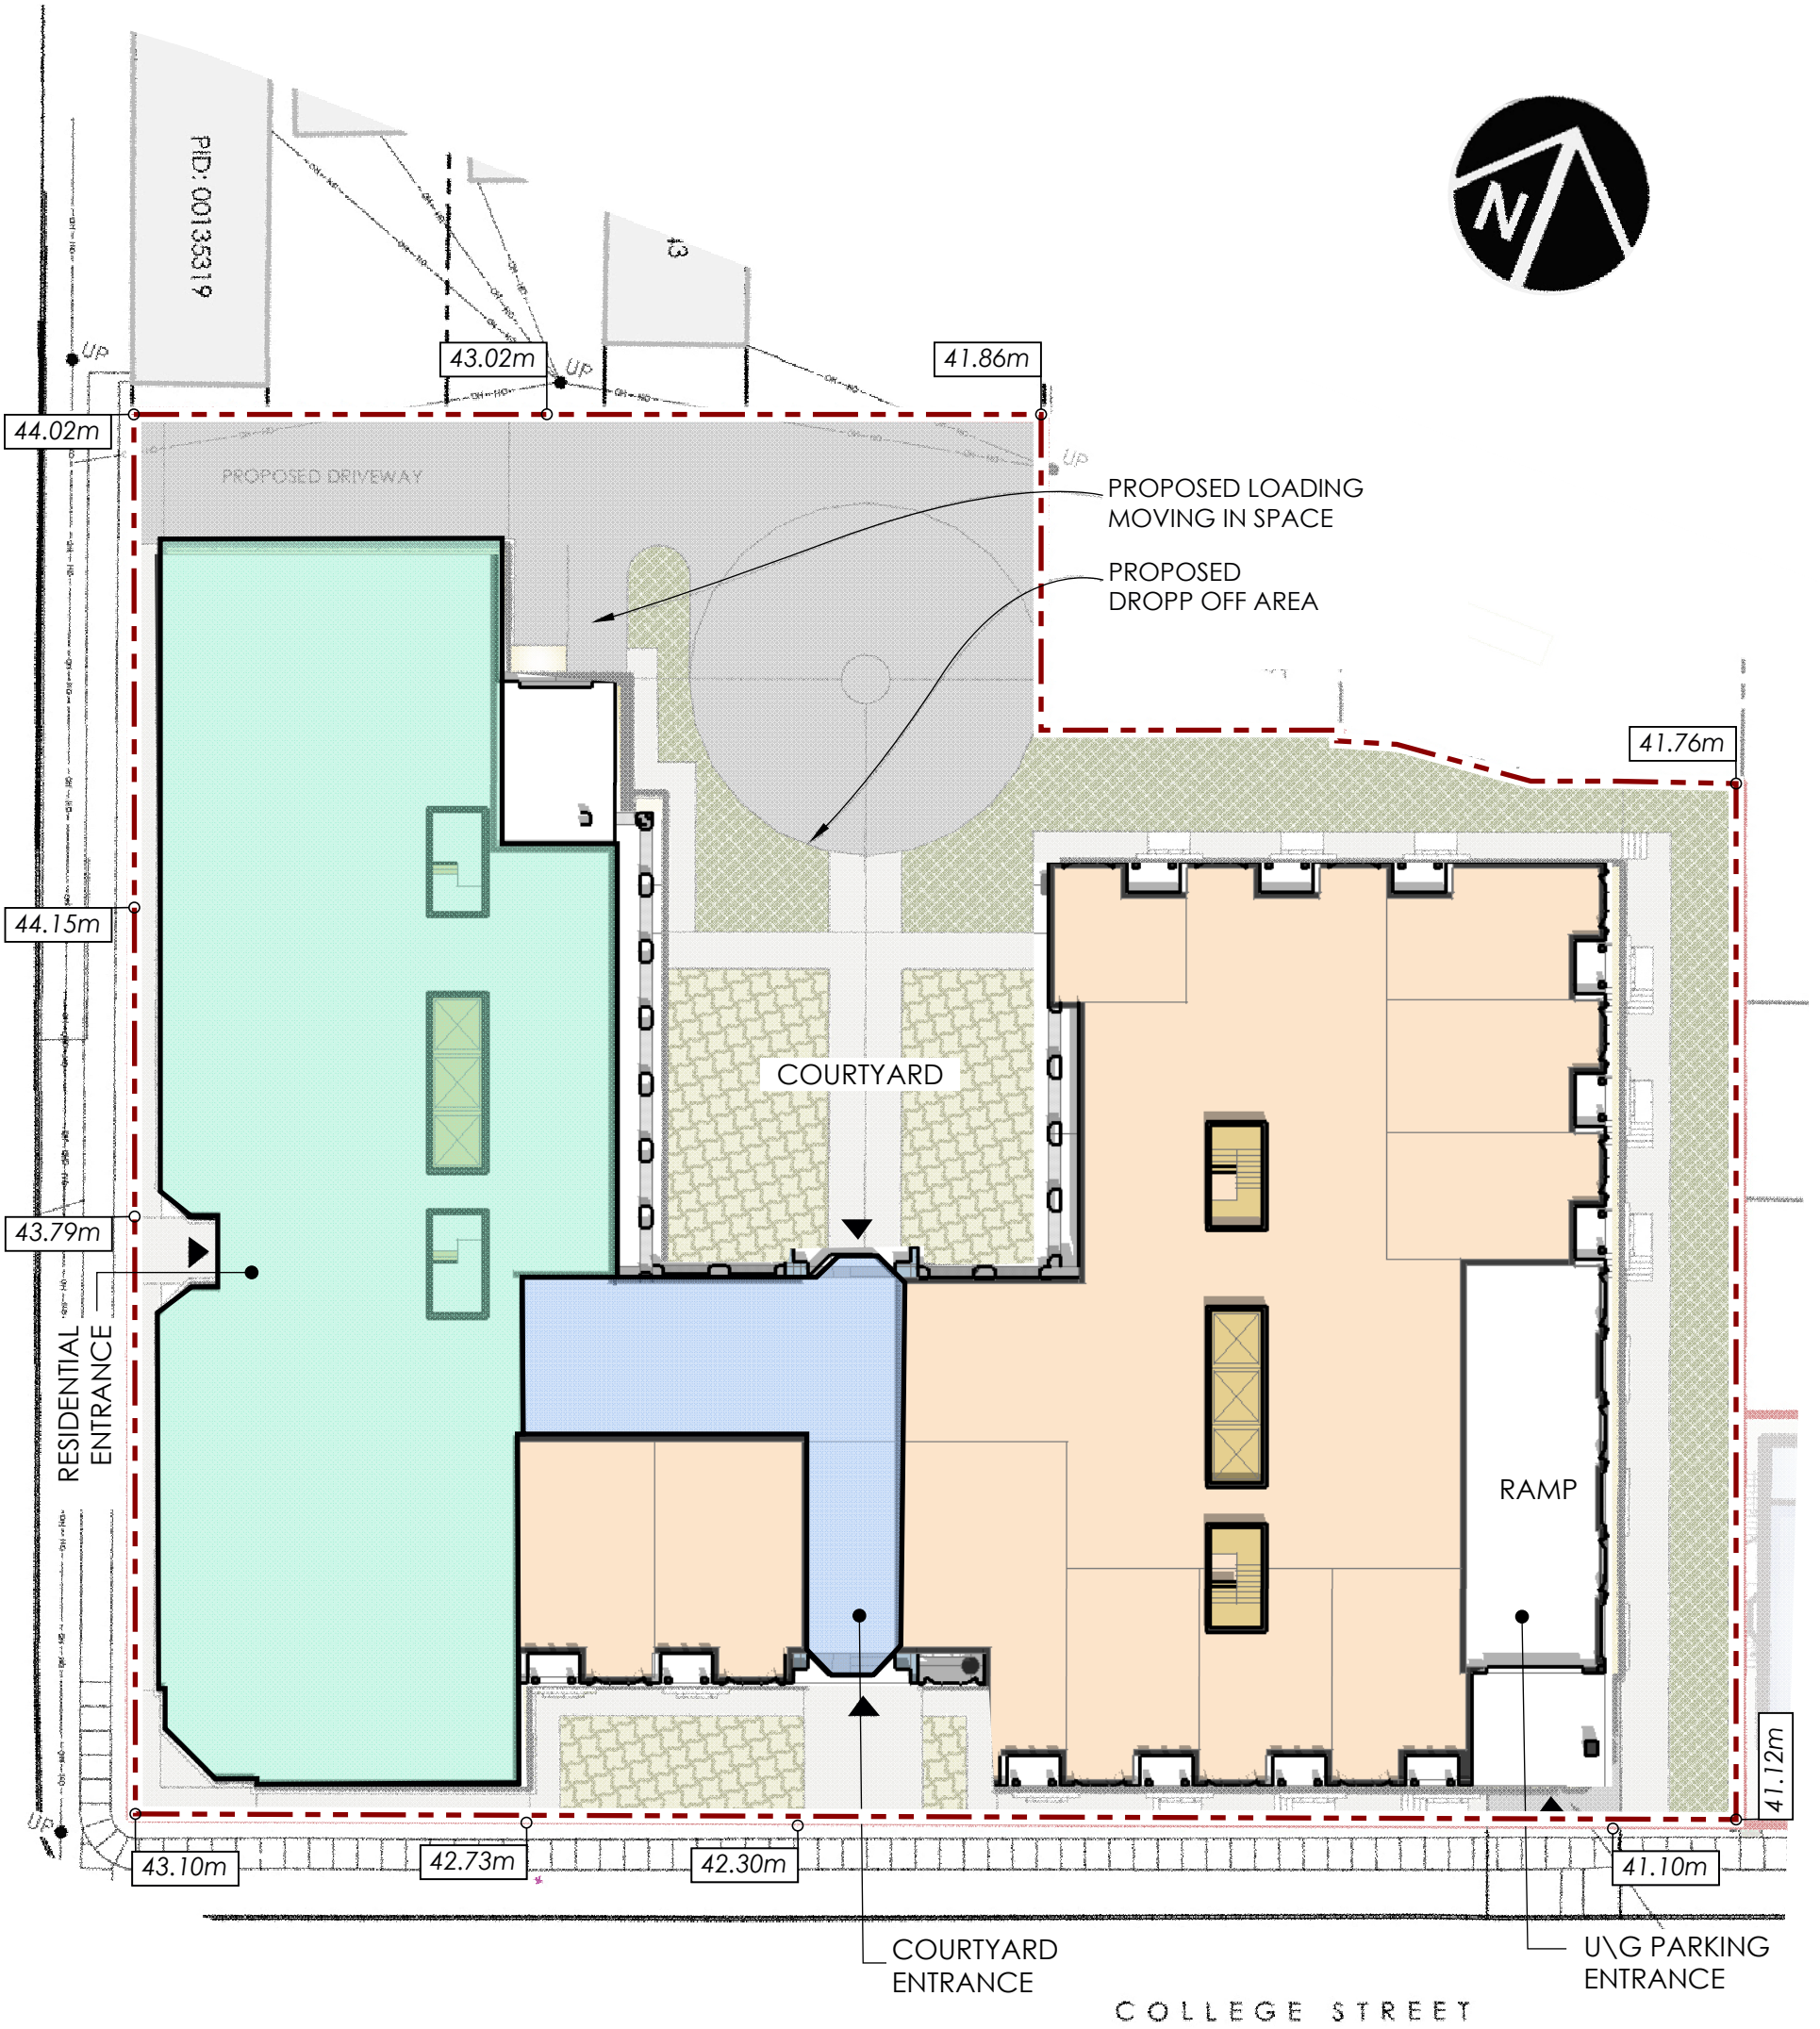 PID: 00135319
43
N
UP
43.02m
UP
41.86m
44.02m
UP
PROPOSED DRIVEWAY
PROPOSED LOADING
MOVING IN SPACE
PROPOSED
DROPP OFF AREA
41.76m
44.15m
COURTYARD
43.79m
RESIDENTIAL
ENTRANCE
RAMP
41.12m
UP
43.10m
42.73m
42.30m
41.10m
COURTYARD
ENTRANCE
U\G PARKING
ENTRANCE
COLLEGE STREET